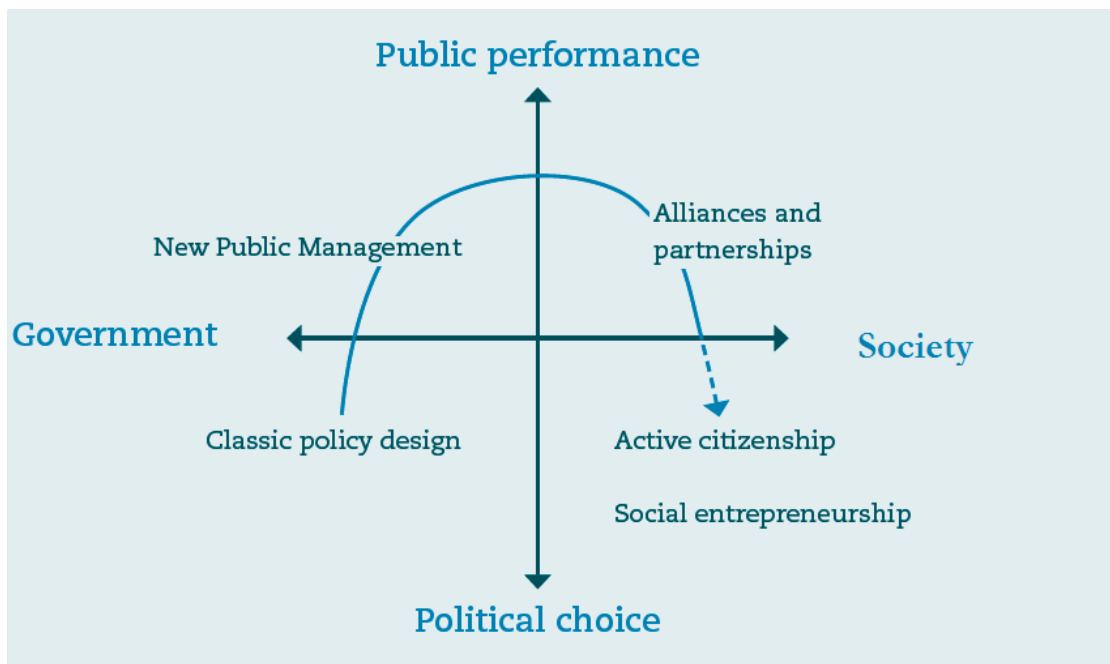 Public performance
Alliances and
partnerships
New Public Management
Government
Society
Classic policy design
Active citizenship
Social entrepreneurship
Political choice